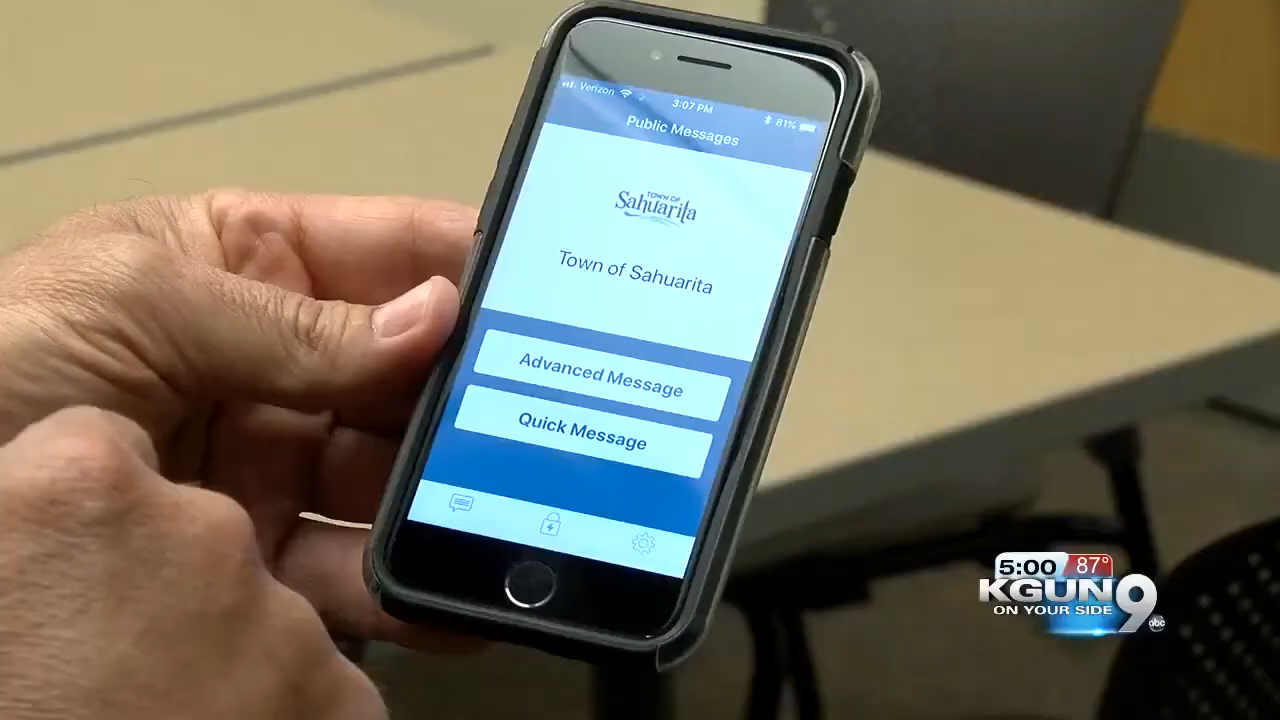 Verizon 3:07 PM 81%
Public Messages
TOWN OF
Sahuarita
Town of Sahuarita
Advanced Message
Quick Message
5:00 87°
KGUN 9
ON YOUR SIDE
abc